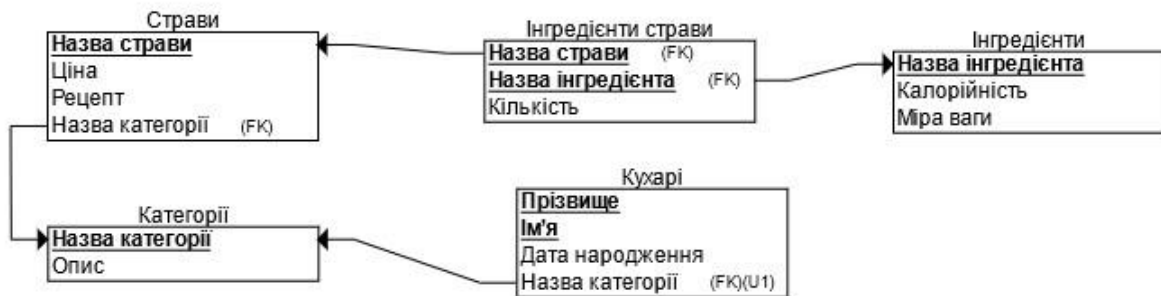 Страви
Назва страви
Ціна
Рецепт
Назва категорії (FK)
Інгредієнти страви
Назва страви (FK)
Назва інгредієнта (FK)
Кількість
Інгредієнти
Назва інгредієнта
Калорійність
Міра ваги
Категорії
Назва категорії
Опис
Кухарі
Прізвище
Ім'я
Дата народження
Назва категорії (FK)(U1)